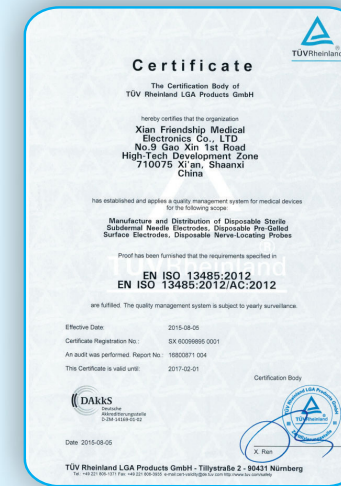 TÜVRheinland
Certificate
The Certification Body of
TÜV Rheinland LGA Products GmbH
hereby certifies that the organization
Xian Friendship Medical
Electronics Co., LTD
No.9 Gao Xin 1st Road
High-Tech Development Zone
710075 Xi'an, Shaanxi
China
has established and applies a quality management system for medical devices
for the following scope:
Manufacture and Distribution of Disposable Sterile
Subdermal Needle Electrodes, Disposable Pre-Gelled
Surface Electrodes, Disposable Nerve-Locating Probes
Proof has been furnished that the requirements specified in
EN ISO 13485:2012
EN ISO 13485:2012/AC:2012
are fulfilled. The quality management system is subject to yearly surveillance.
Effective Date: 2015-08-05
Certificate Registration No.: SX 60099895 0001
An audit was performed. Report No.: 16800871 004
This Certificate is valid until: 2017-02-01
Certification Body
DAkkS
Deutsche
Akkreditierungsstelle
D-ZM-14169-01-02
TÜVRheinland
Date 2015-08-05
X. Ren
TÜV Rheinland LGA Products GmbH - Tillystraße 2 - 90431 Nürnberg